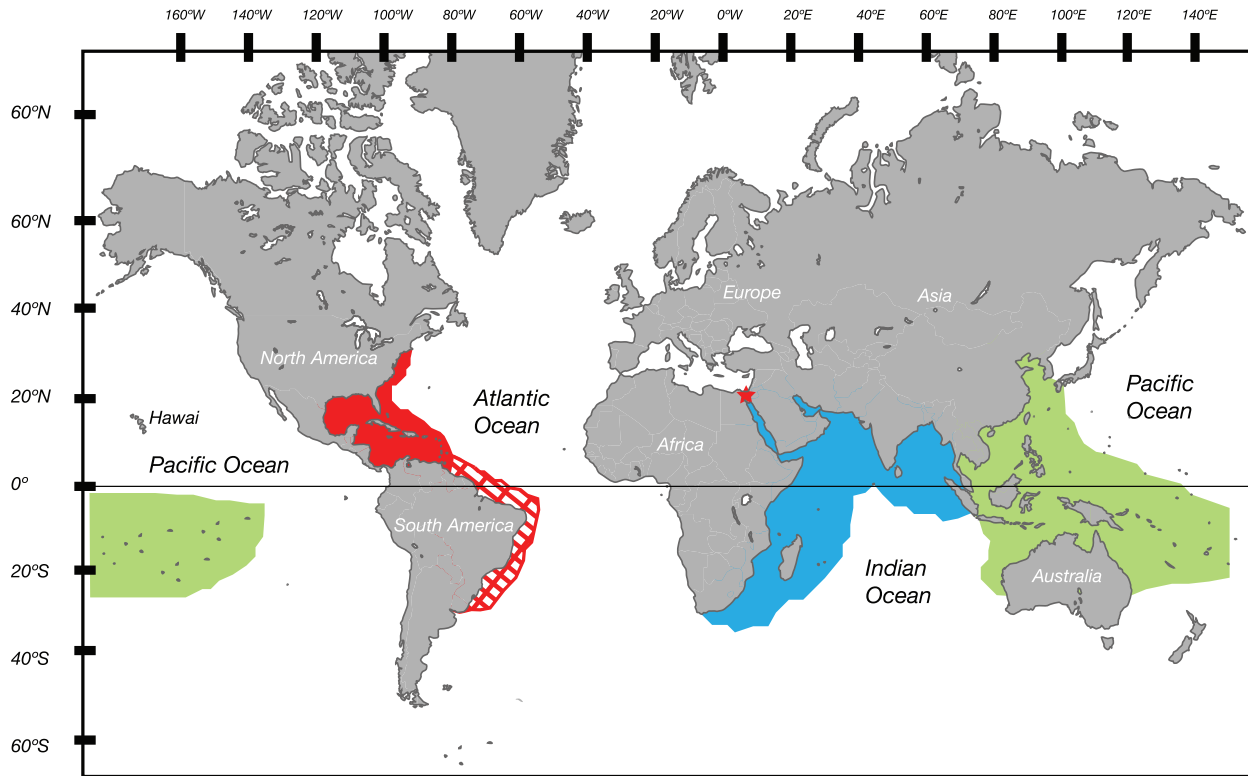 160ºW 140ºW 120ºW 100ºW 80ºW 60ºW 40ºW 20ºW 0ºW 20ºE 40ºE 60ºE 80ºE 100ºE 120ºE 140ºE
60ºN
60ºN
40ºN
20ºN
0º
20ºS
40ºS
60ºS
Europe
Asia
North America
Atlantic
Ocean
Pacific
Ocean
Hawai
Africa
Pacific Ocean
South America
Indian
Ocean
Australia